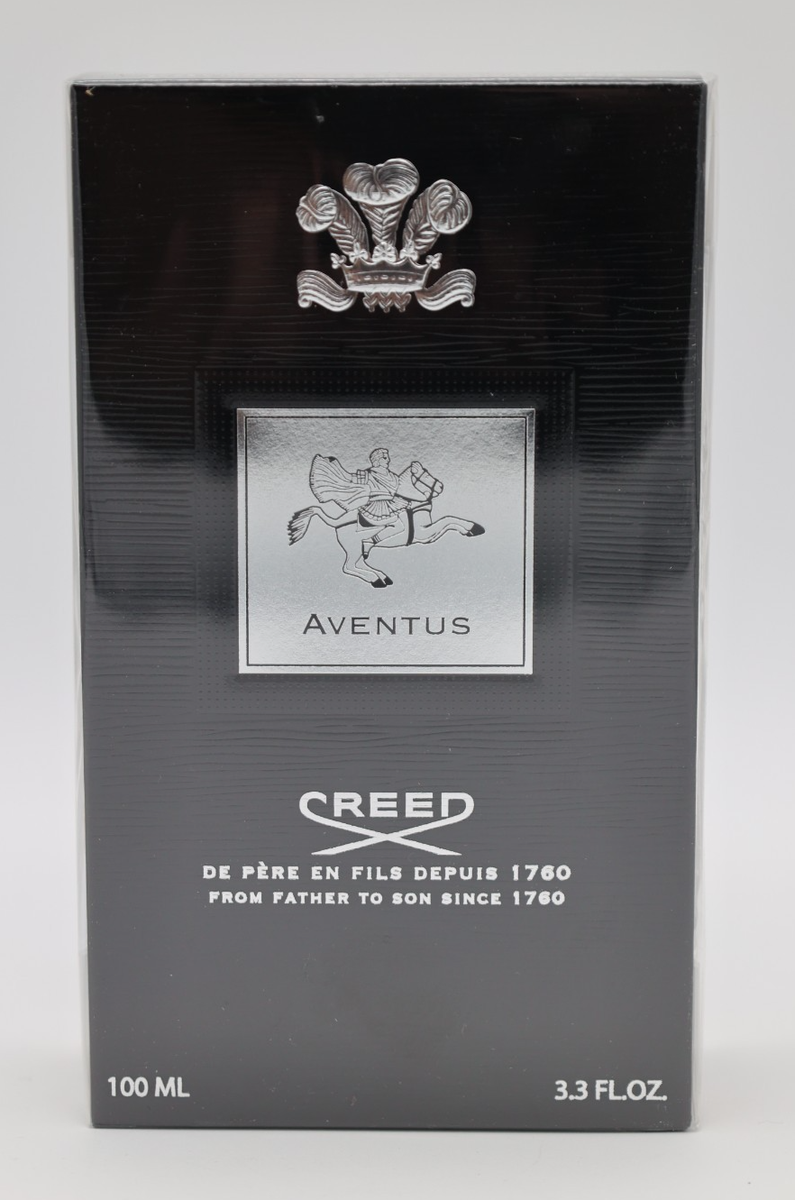 AVENTUS
CREED
DE PÈRE EN FILS DEPUIS 1760
FROM FATHER TO SON SINCE 1760
100 ML
3.3 FL.OZ.